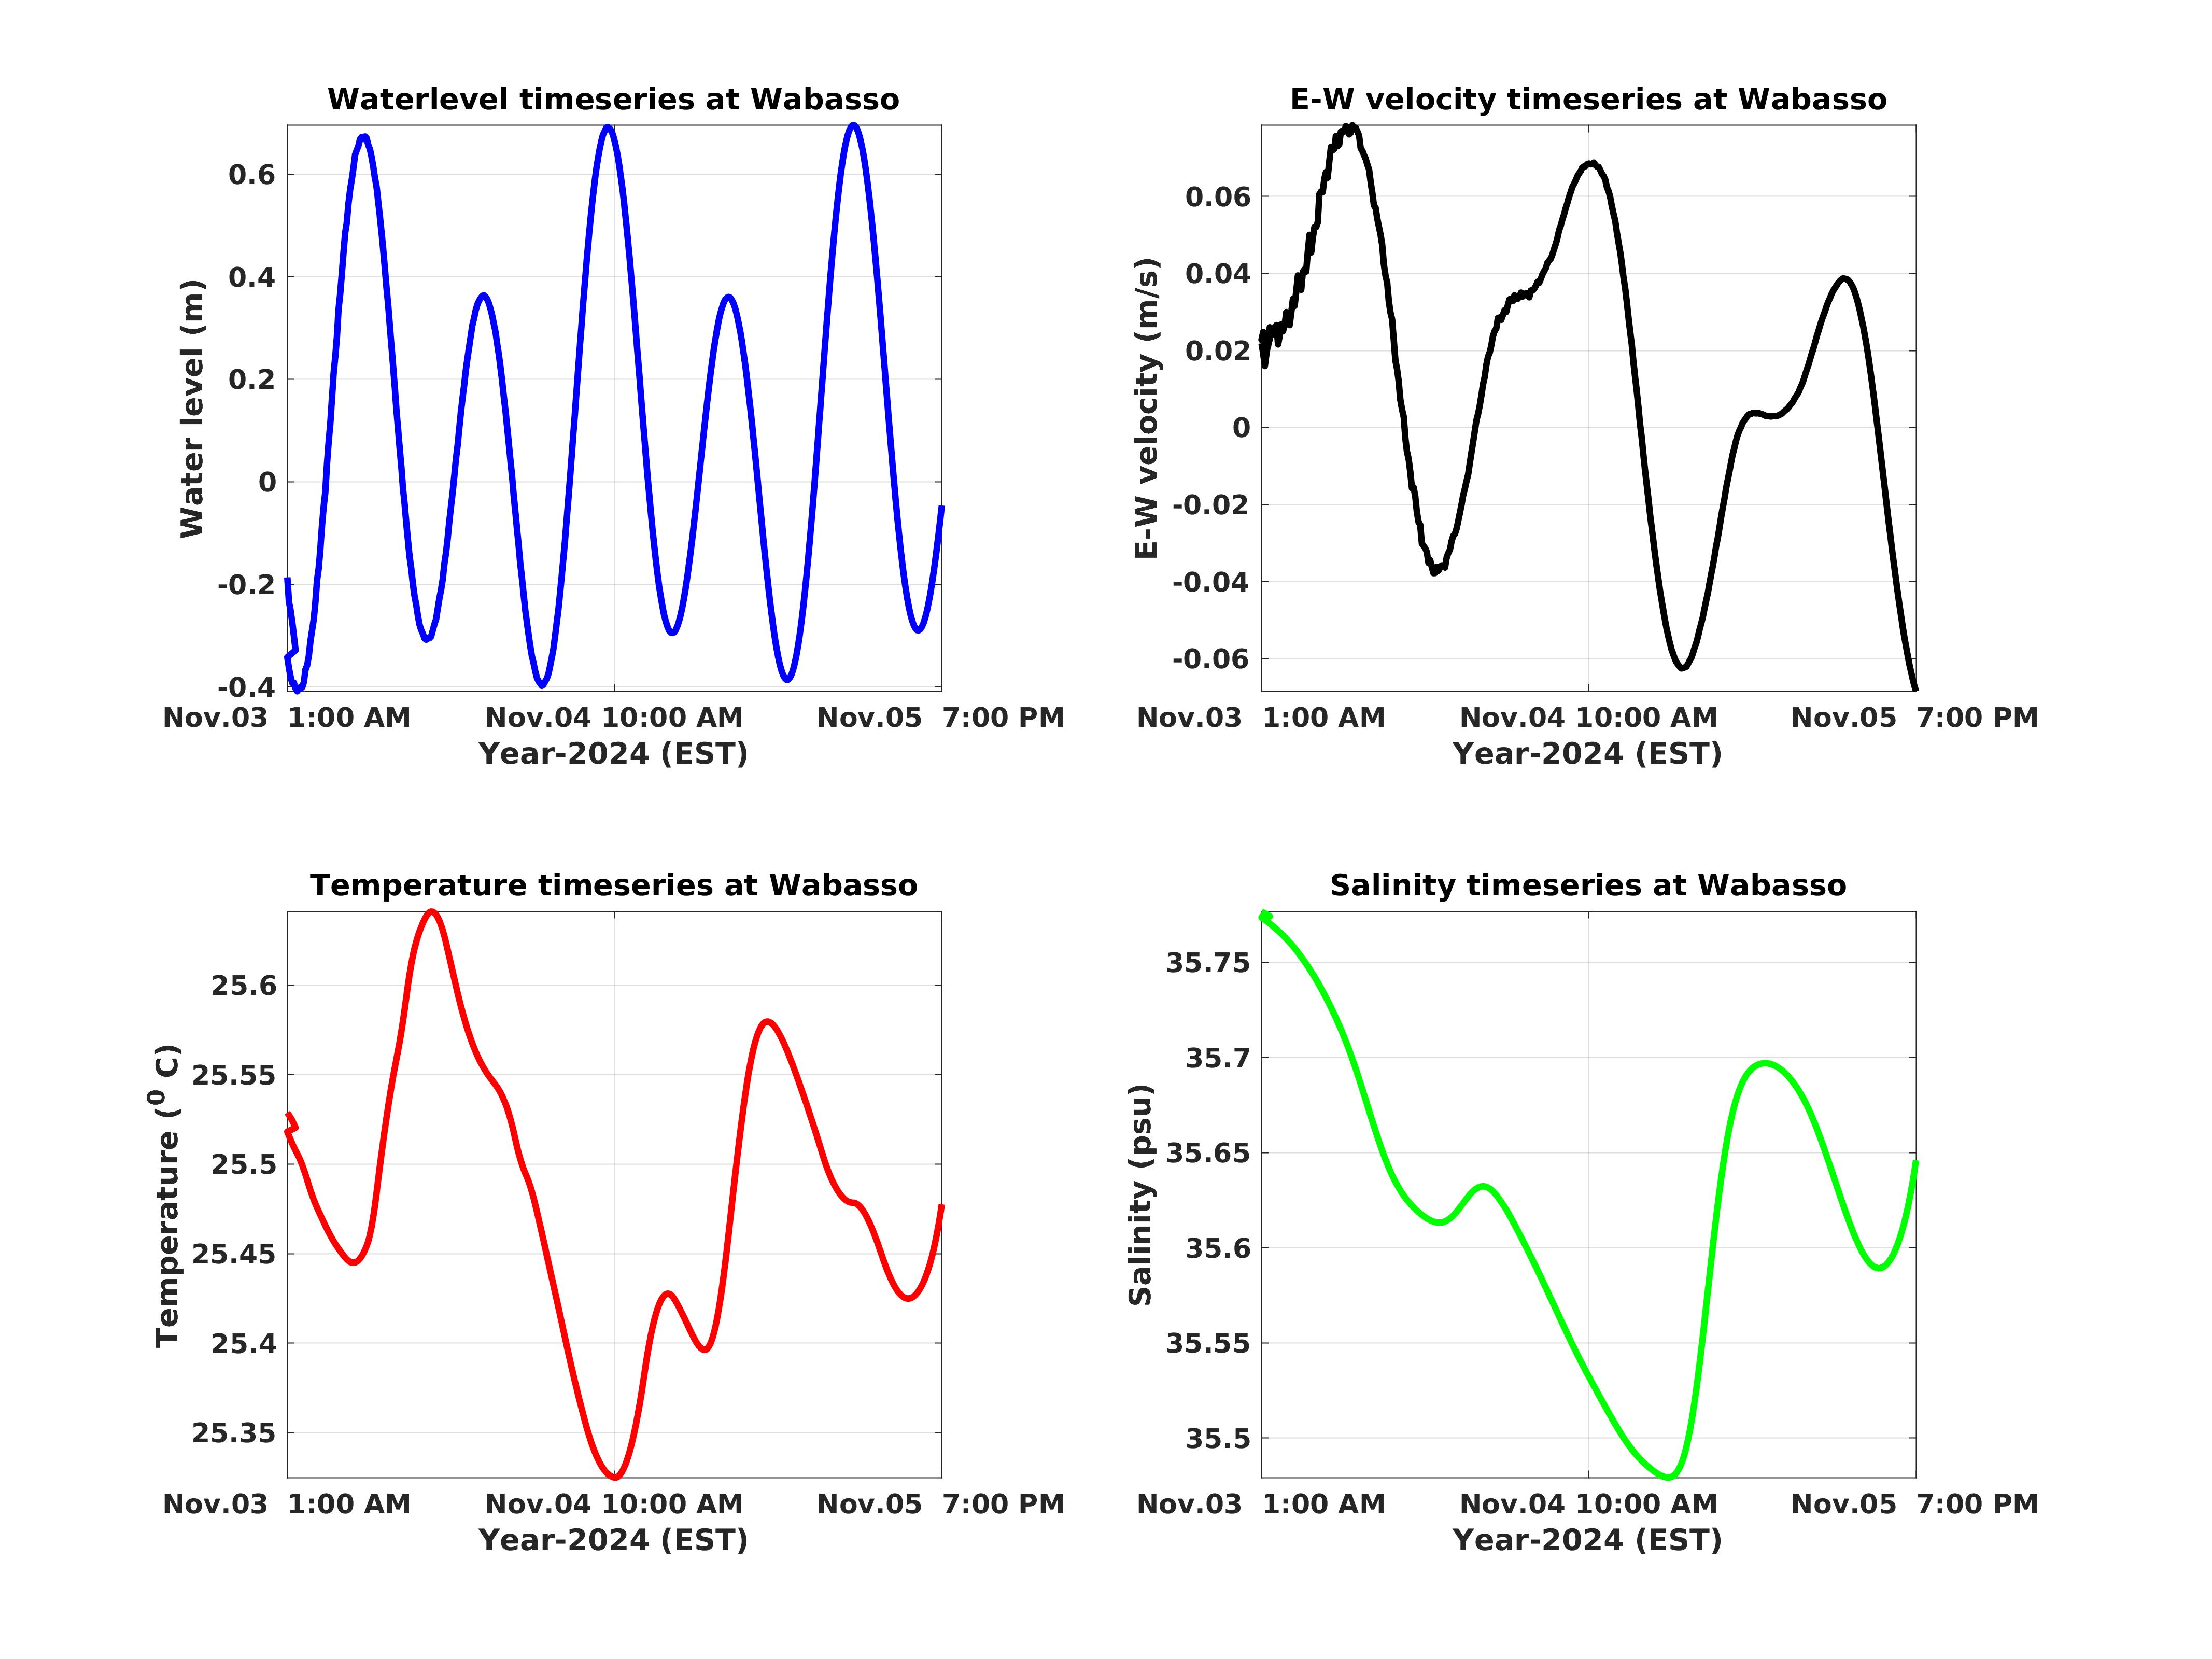 Waterlevel timeseries at Wabasso
0.6
0.4
0.2
0
-0.2
-0.4
Water level (m)
Nov.03  1:00 AM
Nov.04 10:00 AM
Nov.05  7:00 PM
Year-2024 (EST)
E-W velocity timeseries at Wabasso
0.06
0.04
0.02
0
-0.02
-0.04
-0.06
E-W velocity (m/s)
Nov.03  1:00 AM
Nov.04 10:00 AM
Nov.05  7:00 PM
Year-2024 (EST)
Temperature timeseries at Wabasso
25.6
25.55
25.5
25.45
25.4
25.35
Temperature (⁰ C)
Nov.03  1:00 AM
Nov.04 10:00 AM
Nov.05  7:00 PM
Year-2024 (EST)
Salinity timeseries at Wabasso
35.75
35.7
35.65
35.6
35.55
35.5
Salinity (psu)
Nov.03  1:00 AM
Nov.04 10:00 AM
Nov.05  7:00 PM
Year-2024 (EST)